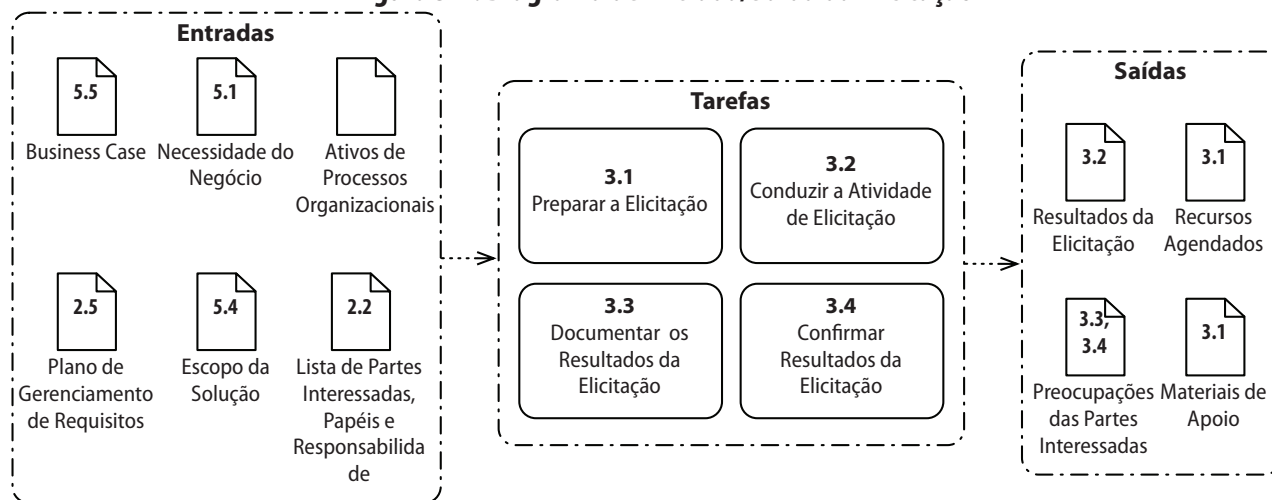 Entradas
5.5
Business Case
5.1
Necessidade do
Negócio
Ativos de
Processos
Organizacionais
2.5
Plano de
Gerenciamento
de Requisitos
5.4
Escopo da
Solução
2.2
Lista de Partes
Interessadas,
Papéis e
Responsabilida
de
Tarefas
3.1
Preparar a Elicitação
3.2
Conduzir a Atividade
de Elicitação
3.3
Documentar os
Resultados da
Elicitação
3.4
Confirmar
Resultados da
Elicitação
Saídas
3.2
Resultados da
Elicitação
3.1
Recursos
Agendados
3.3,
3.4
Preocupações
das Partes
Interessadas
3.1
Materiais de
Apoio